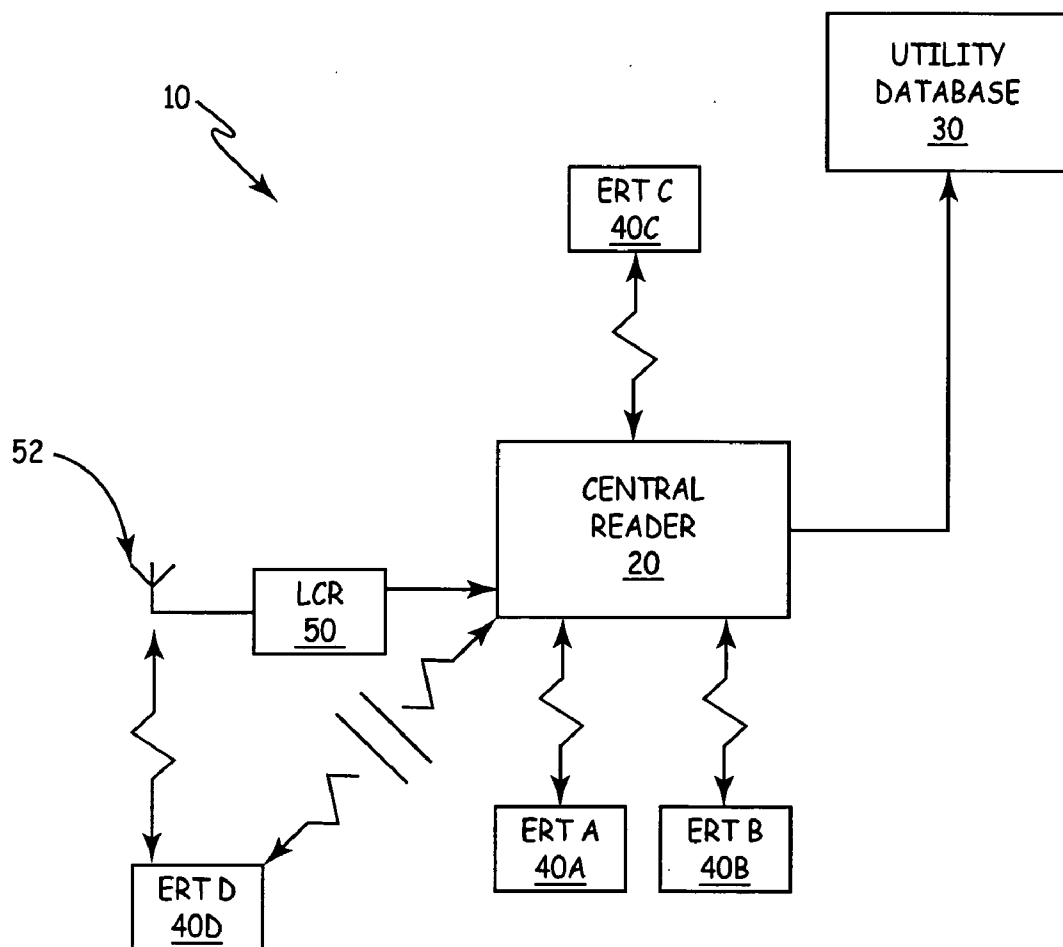 UTILITY
DATABASE
30
10
ERT C
40C
52
CENTRAL
READER
20
LCR
50
ERT A
40A
ERT B
40B
ERT D
40D